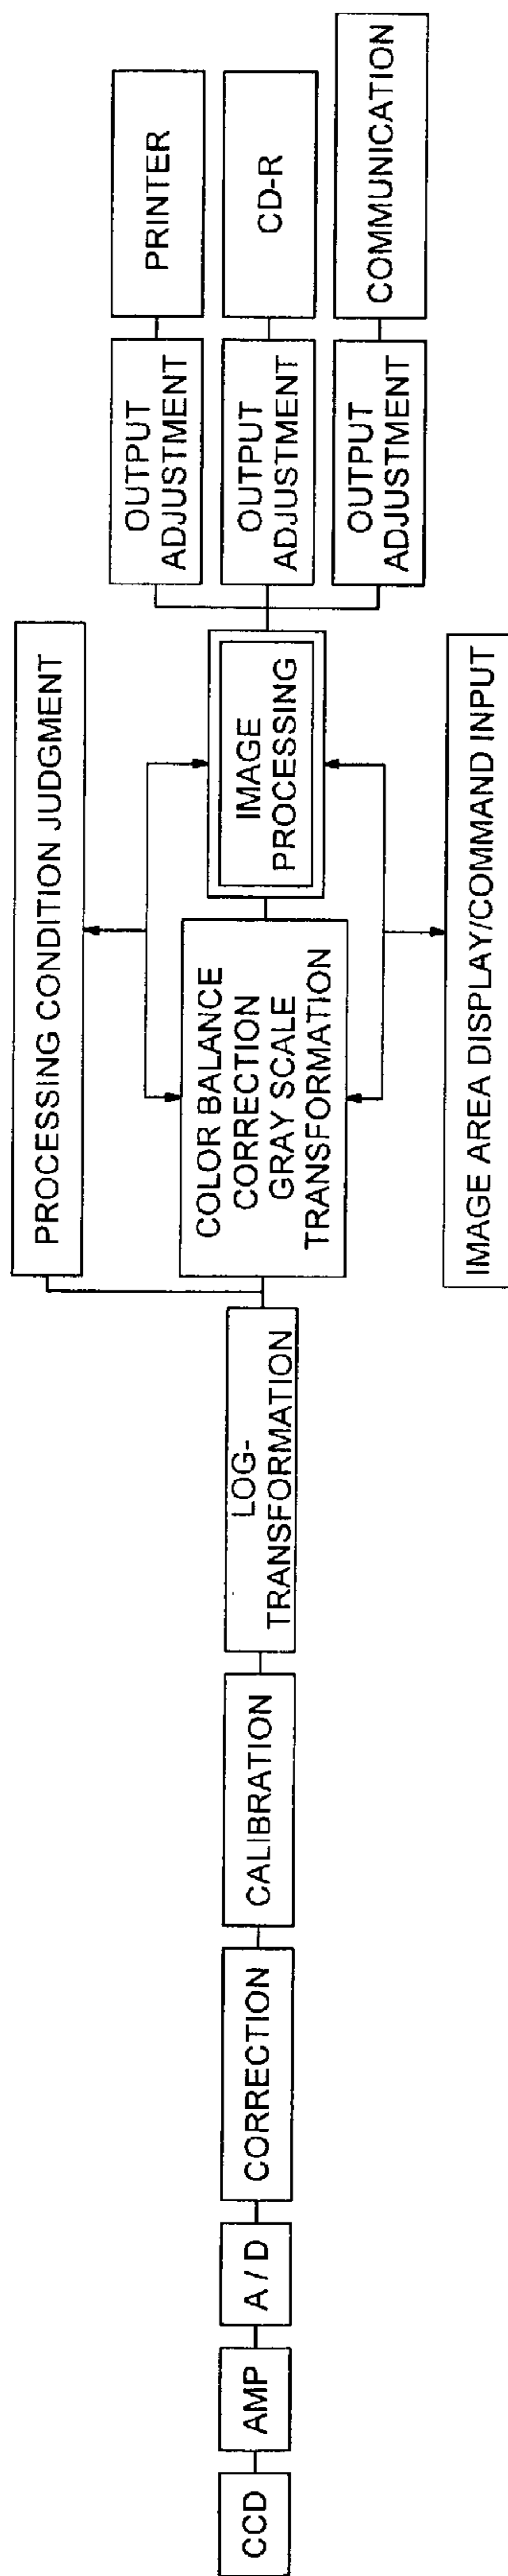 CCD
AMP
A / D
CORRECTION
CALIBRATION
LOG-
TRANSFORMATION
PROCESSING CONDITION JUDGMENT
COLOR BALANCE
CORRECTION
GRAY SCALE
TRANSFORMATION
IMAGE
PROCESSING
IMAGE AREA DISPLAY/COMMAND INPUT
OUTPUT
ADJUSTMENT
PRINTER
OUTPUT
ADJUSTMENT
CD-R
OUTPUT
ADJUSTMENT
COMMUNICATION